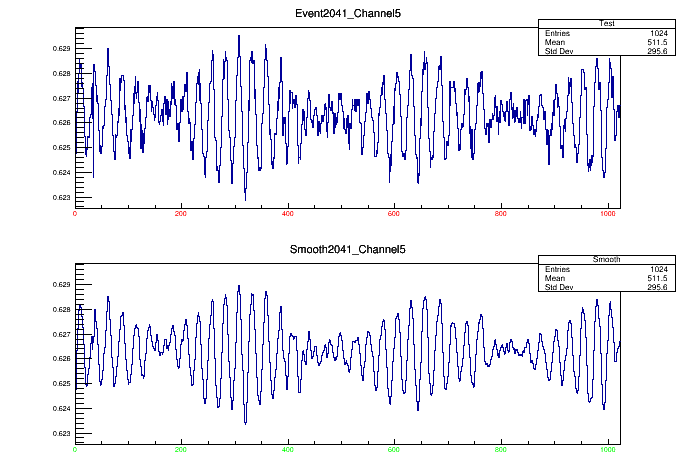 Event2041_Channel5
Test
Entries 1024
Mean 511.5
Std Dev 295.6
0.629
0.628
0.627
0.626
0.625
0.624
0.623
0 200 400 600 800 1000
Smooth2041_Channel5
Smooth
Entries 1024
Mean 511.5
Std Dev 295.6
0.629
0.628
0.627
0.626
0.625
0.624
0.623
0 200 400 600 800 1000